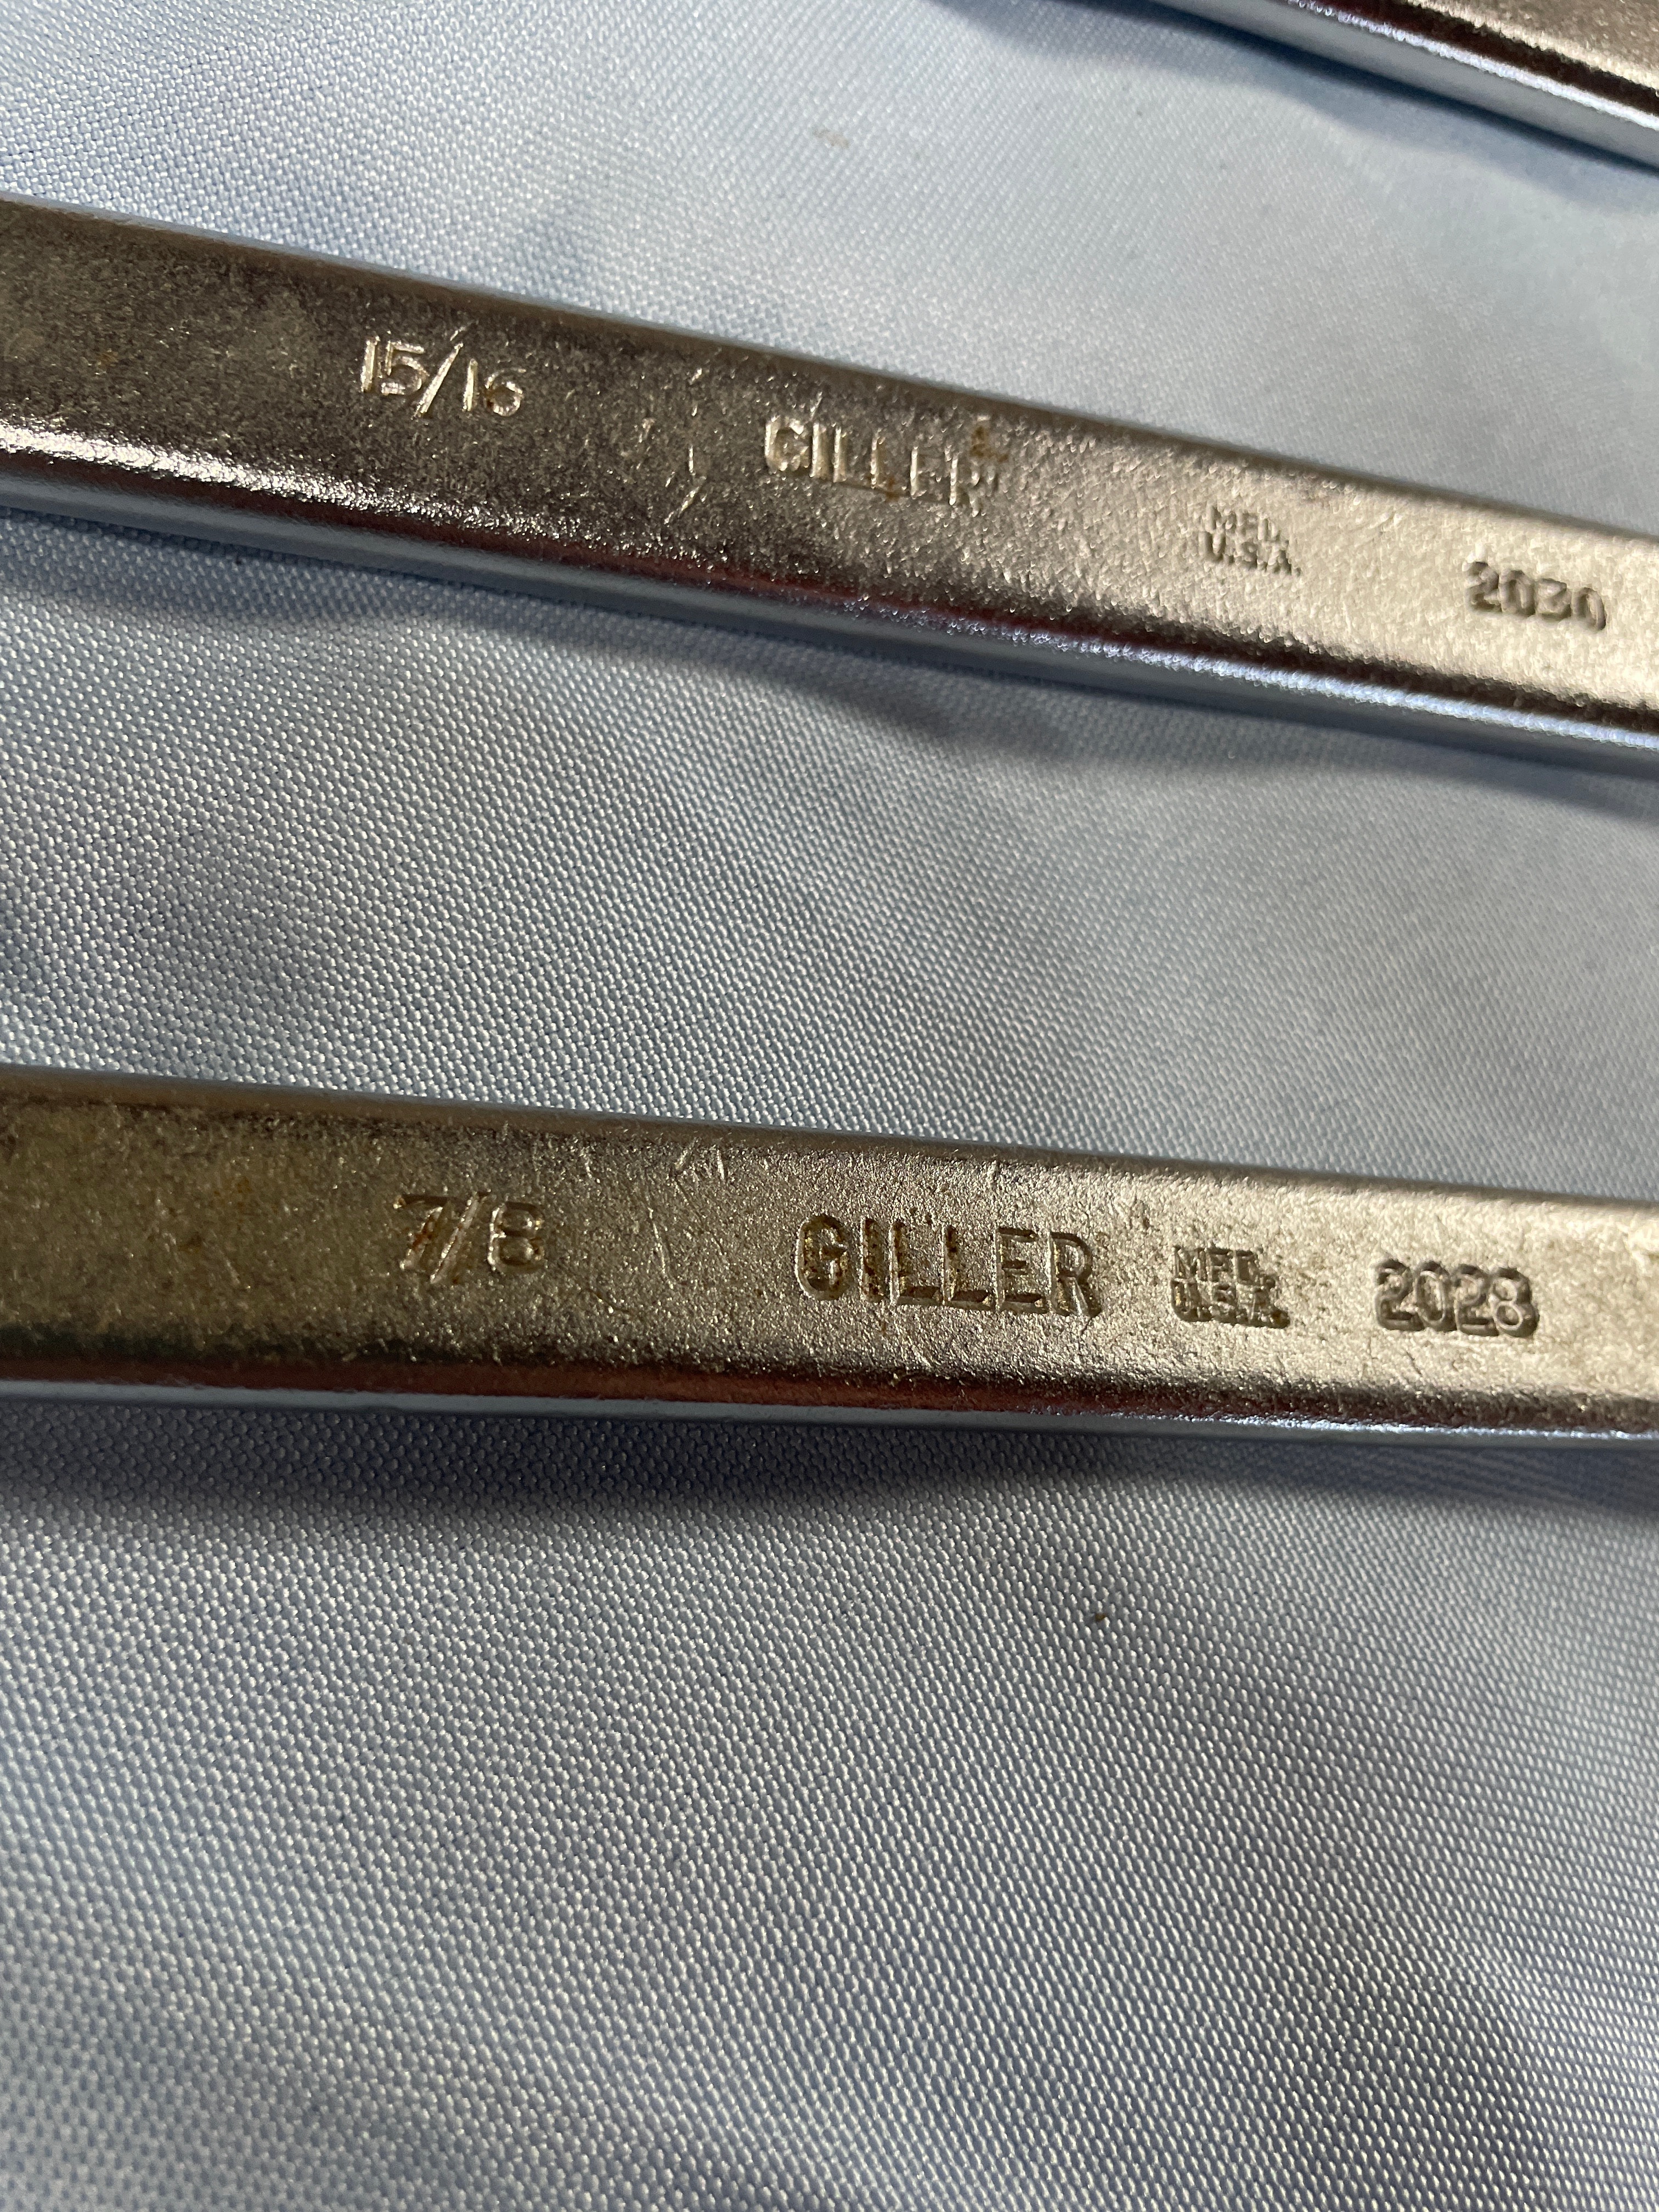 15/16 GILLER MFD. U.S.A. 2030
7/8 GILLER MFD. U.S.A. 2028